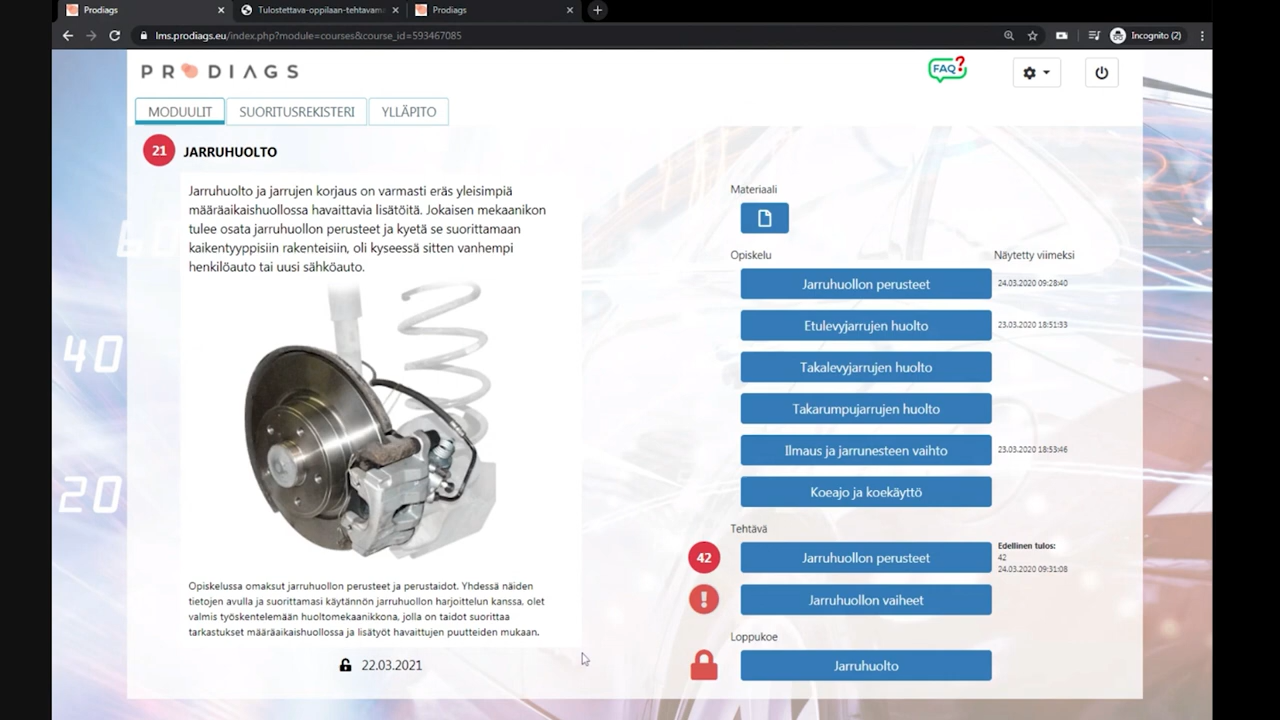 Prodiags
Tulostettava-oppilaan-tehtavama
Prodiags
lms.prodiags.eu/index.php?module=courses&course_id=593467085
Incognito (2)
PRODIAGS
FAQ?
MODUULIT
SUORITUSREKISTERI
YLLÄPITO
21
JARRUHUOLTO
Jarruhuolto ja jarrujen korjaus on varmasti eräs yleisimpiä
määräaikaishuollossa havaittavia lisätöitä. Jokaisen mekaanikon
tulee osata jarruhuollon perusteet ja kyetä se suorittamaan
kaikentyyppisiin rakenteisiin, oli kyseessä sitten vanhempi
henkilöauto tai uusi sähköauto.
Opiskelussa omaksut jarruhuollon perusteet ja perustaidot. Yhdessä näiden
tietojen avulla ja suorittamasi käytännön jarruhuollon harjoittelun kanssa, olet
valmis työskentelemään huoltomekaanikkona, jolla on taidot suorittaa
tarkastukset määräaikaishuollossa ja lisätyöt havaittujen puutteiden mukaan.
22.03.2021
Materiaali
Opiskelu
Näytetty viimeksi
Jarruhuollon perusteet
24.03.2020 09:28:40
Etulevyjarrujen huolto
23.03.2020 18:51:33
Takalevyjarrujen huolto
Takarumpujarrujen huolto
Ilmaus ja jarrunesteen vaihto
23.03.2020 18:53:46
Koeajo ja koekäyttö
Tehtävä
42
Jarruhuollon perusteet
Edellinen tulos:
42
24.03.2020 09:31:08
!
Jarruhuollon vaiheet
Loppukoe
Jarruhuolto
60
40
20